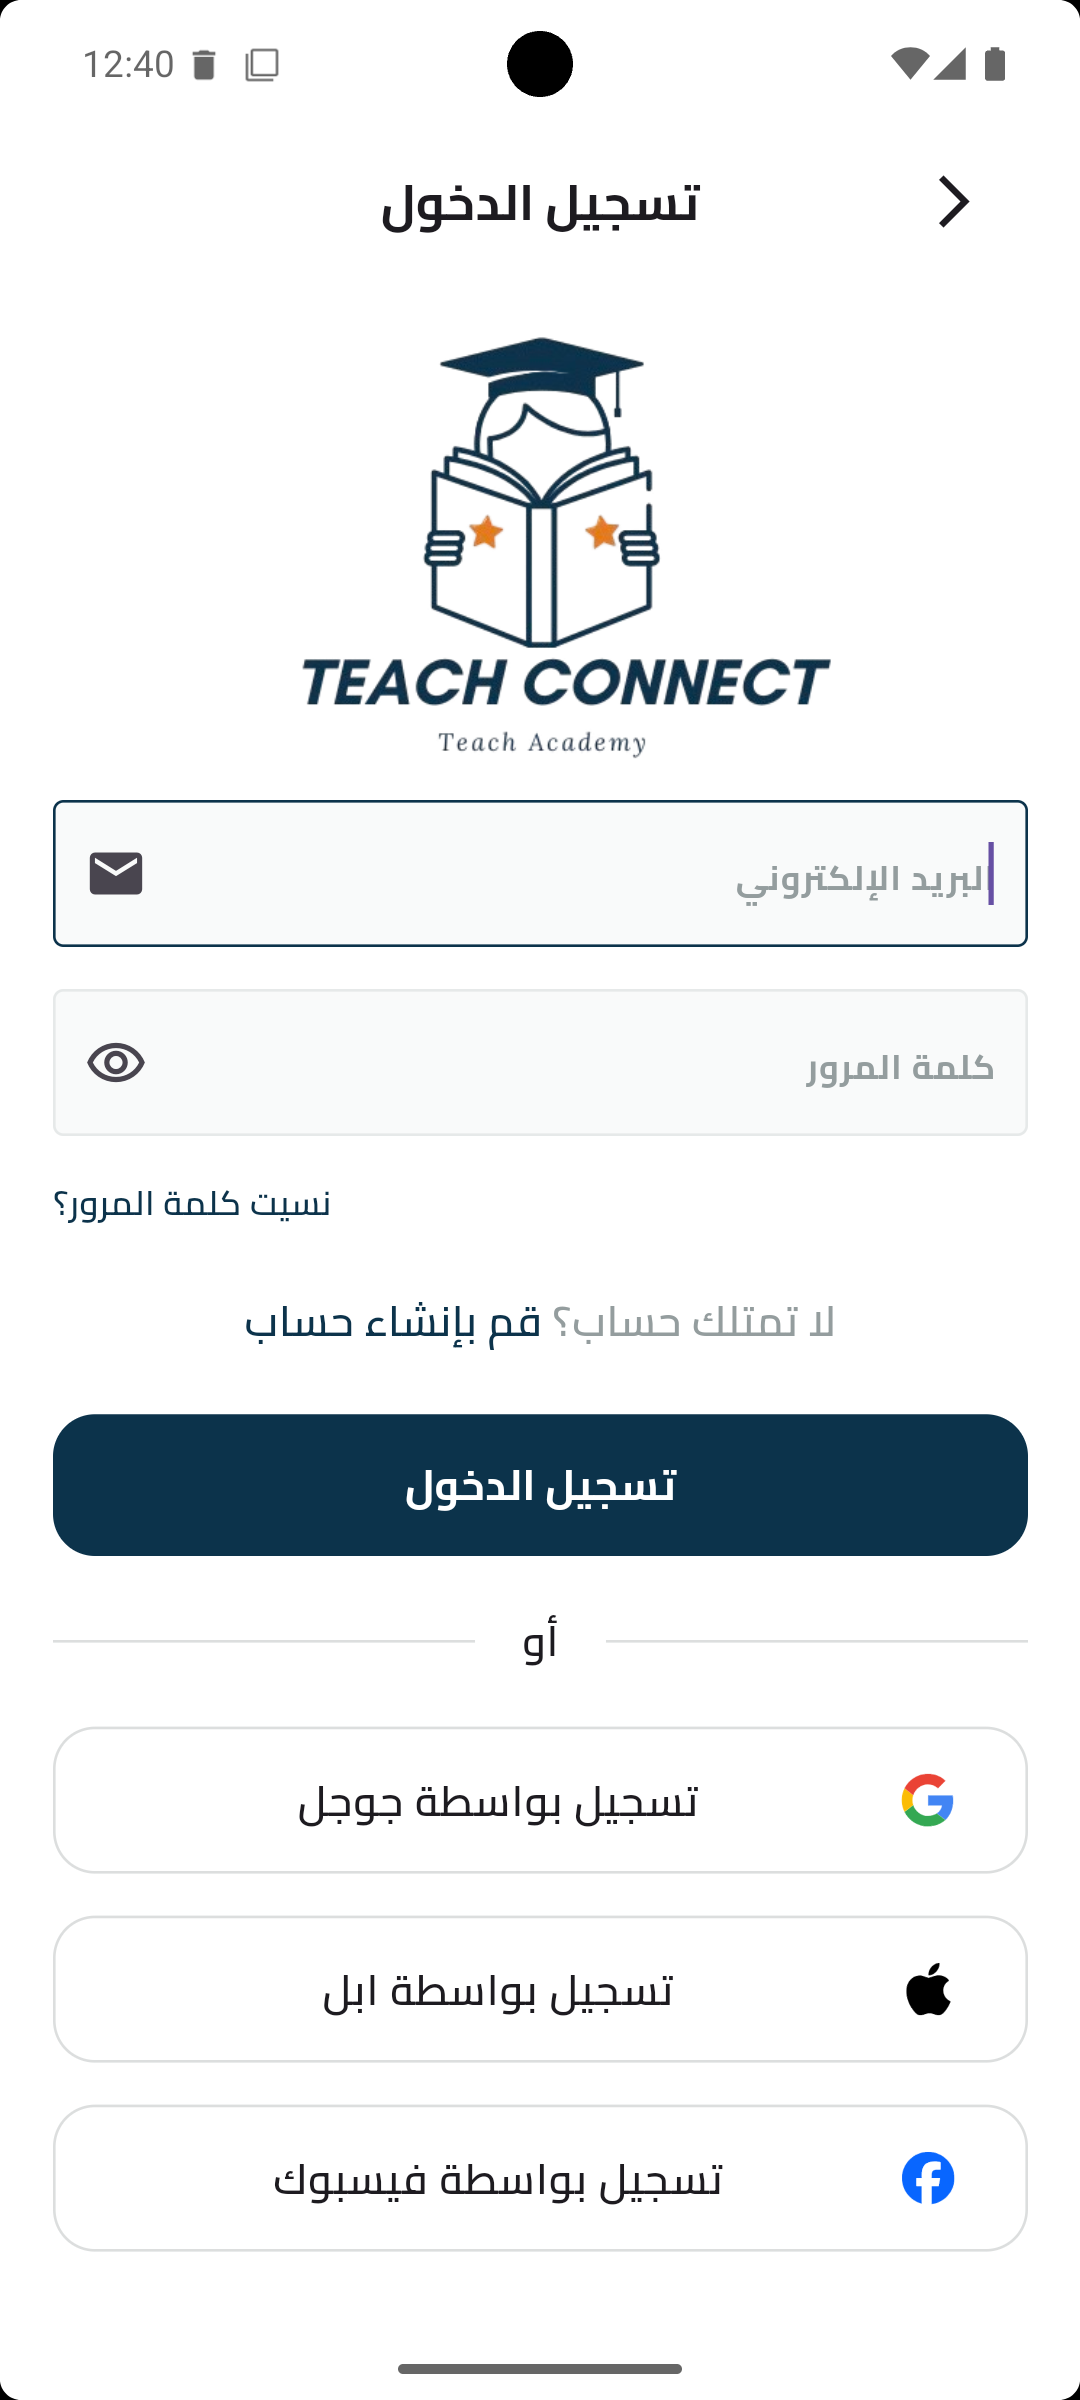 12:40
تسجيل الدخول
TEACH CONNECT
Teach Academy
البريد الإلكتروني
كلمة المرور
نسيت كلمة المرور؟
لا تمتلك حساب؟ قم بإنشاء حساب
تسجيل الدخول
أو
تسجيل بواسطة جوجل
تسجيل بواسطة ابل
تسجيل بواسطة فيسبوك